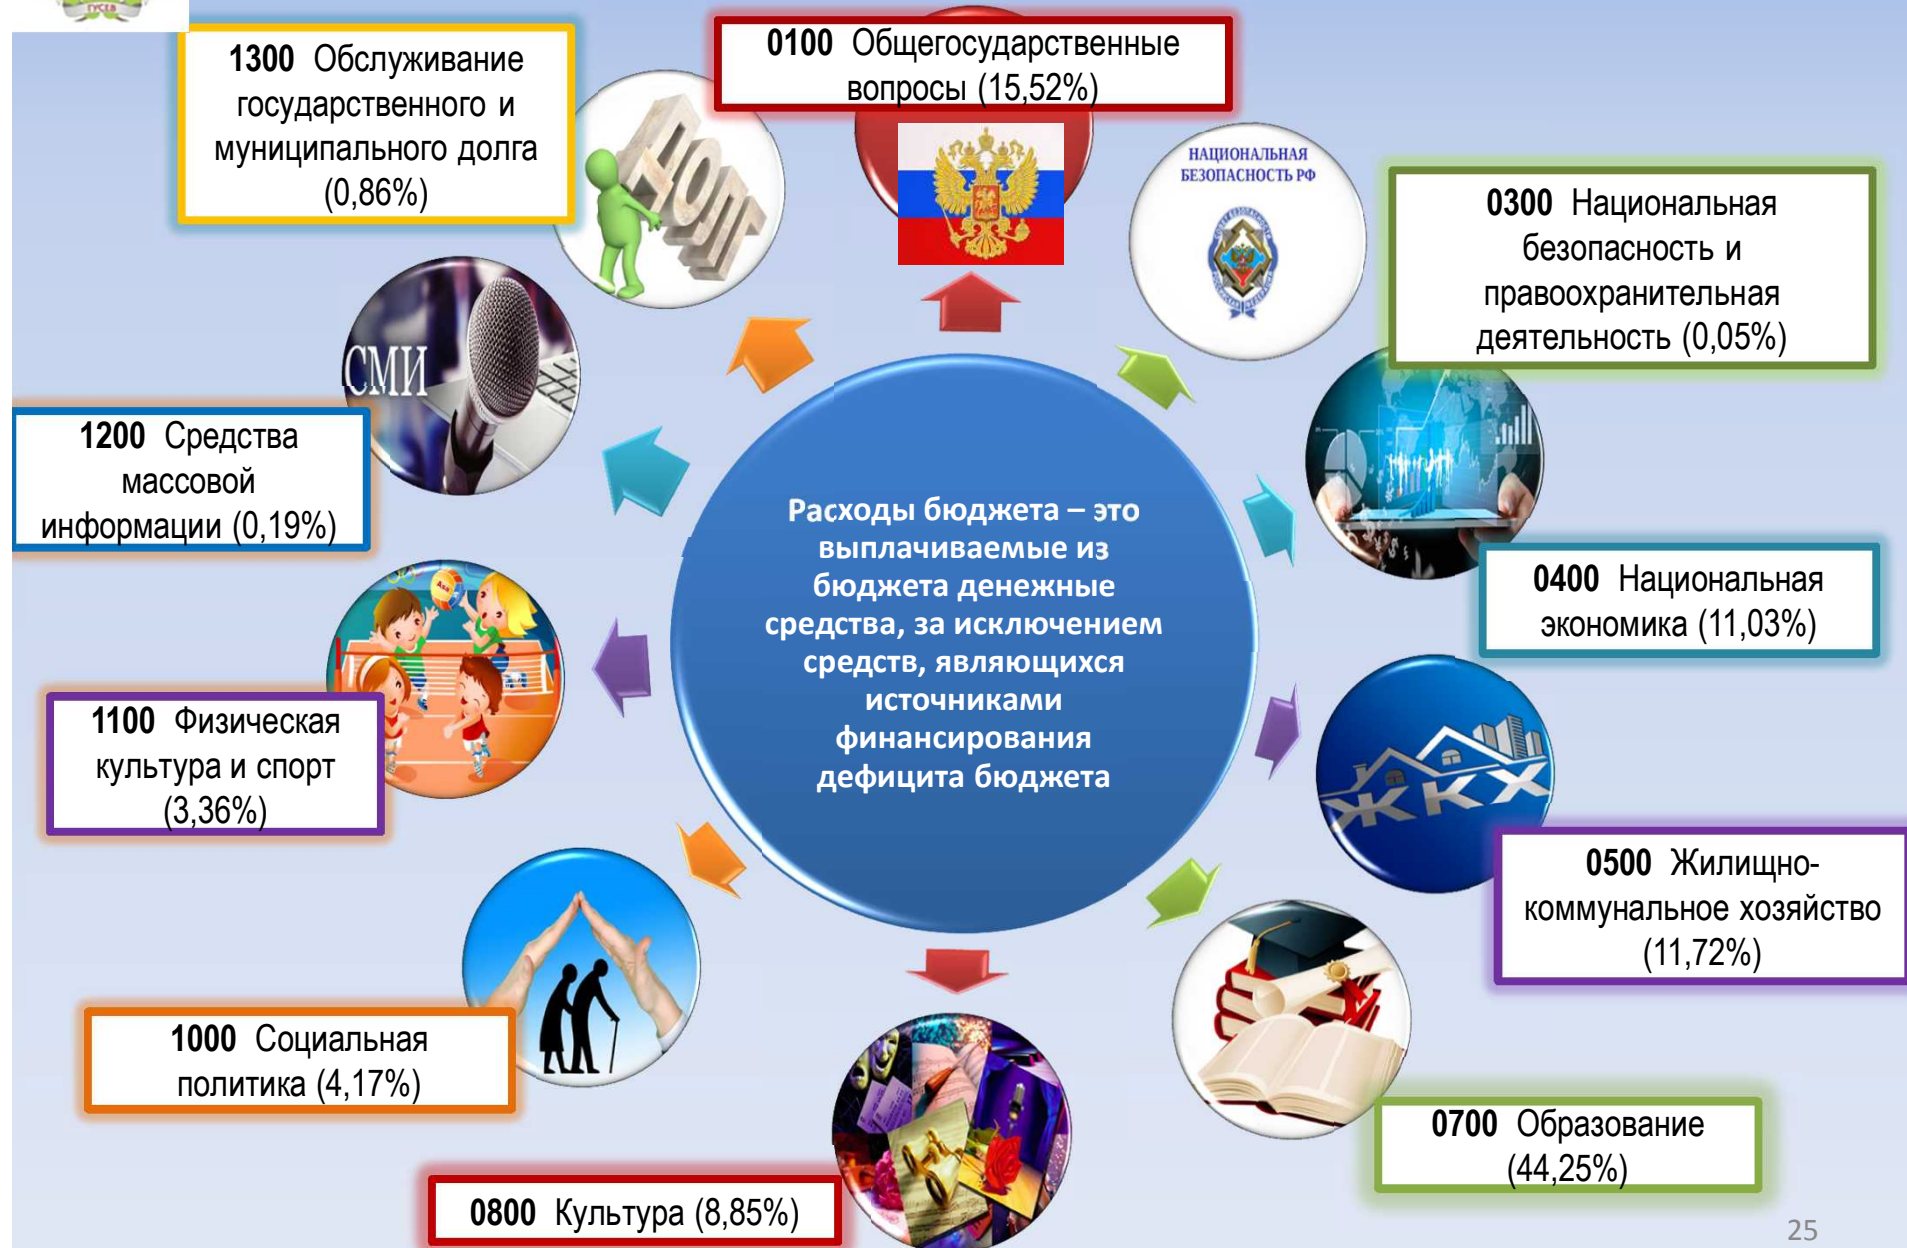 ГУСЕВ
1300 Обслуживание
государственного и
муниципального долга
(0,86%)
ДОЛГ
0100 Общегосударственные
вопросы (15,52%)
НАЦИОНАЛЬНАЯ
БЕЗОПАСНОСТЬ РФ
0300 Национальная
безопасность и
правоохранительная
деятельность (0,05%)
СМИ
1200 Средства
массовой
информации (0,19%)
Расходы бюджета – это
выплачиваемые из
бюджета денежные
средства, за исключением
средств, являющихся
источниками
финансирования
дефицита бюджета
0400 Национальная
экономика (11,03%)
1100 Физическая
культура и спорт
(3,36%)
ЖКХ
0500 Жилищно-
коммунальное хозяйство
(11,72%)
1000 Социальная
политика (4,17%)
0700 Образование
(44,25%)
0800 Культура (8,85%)
25